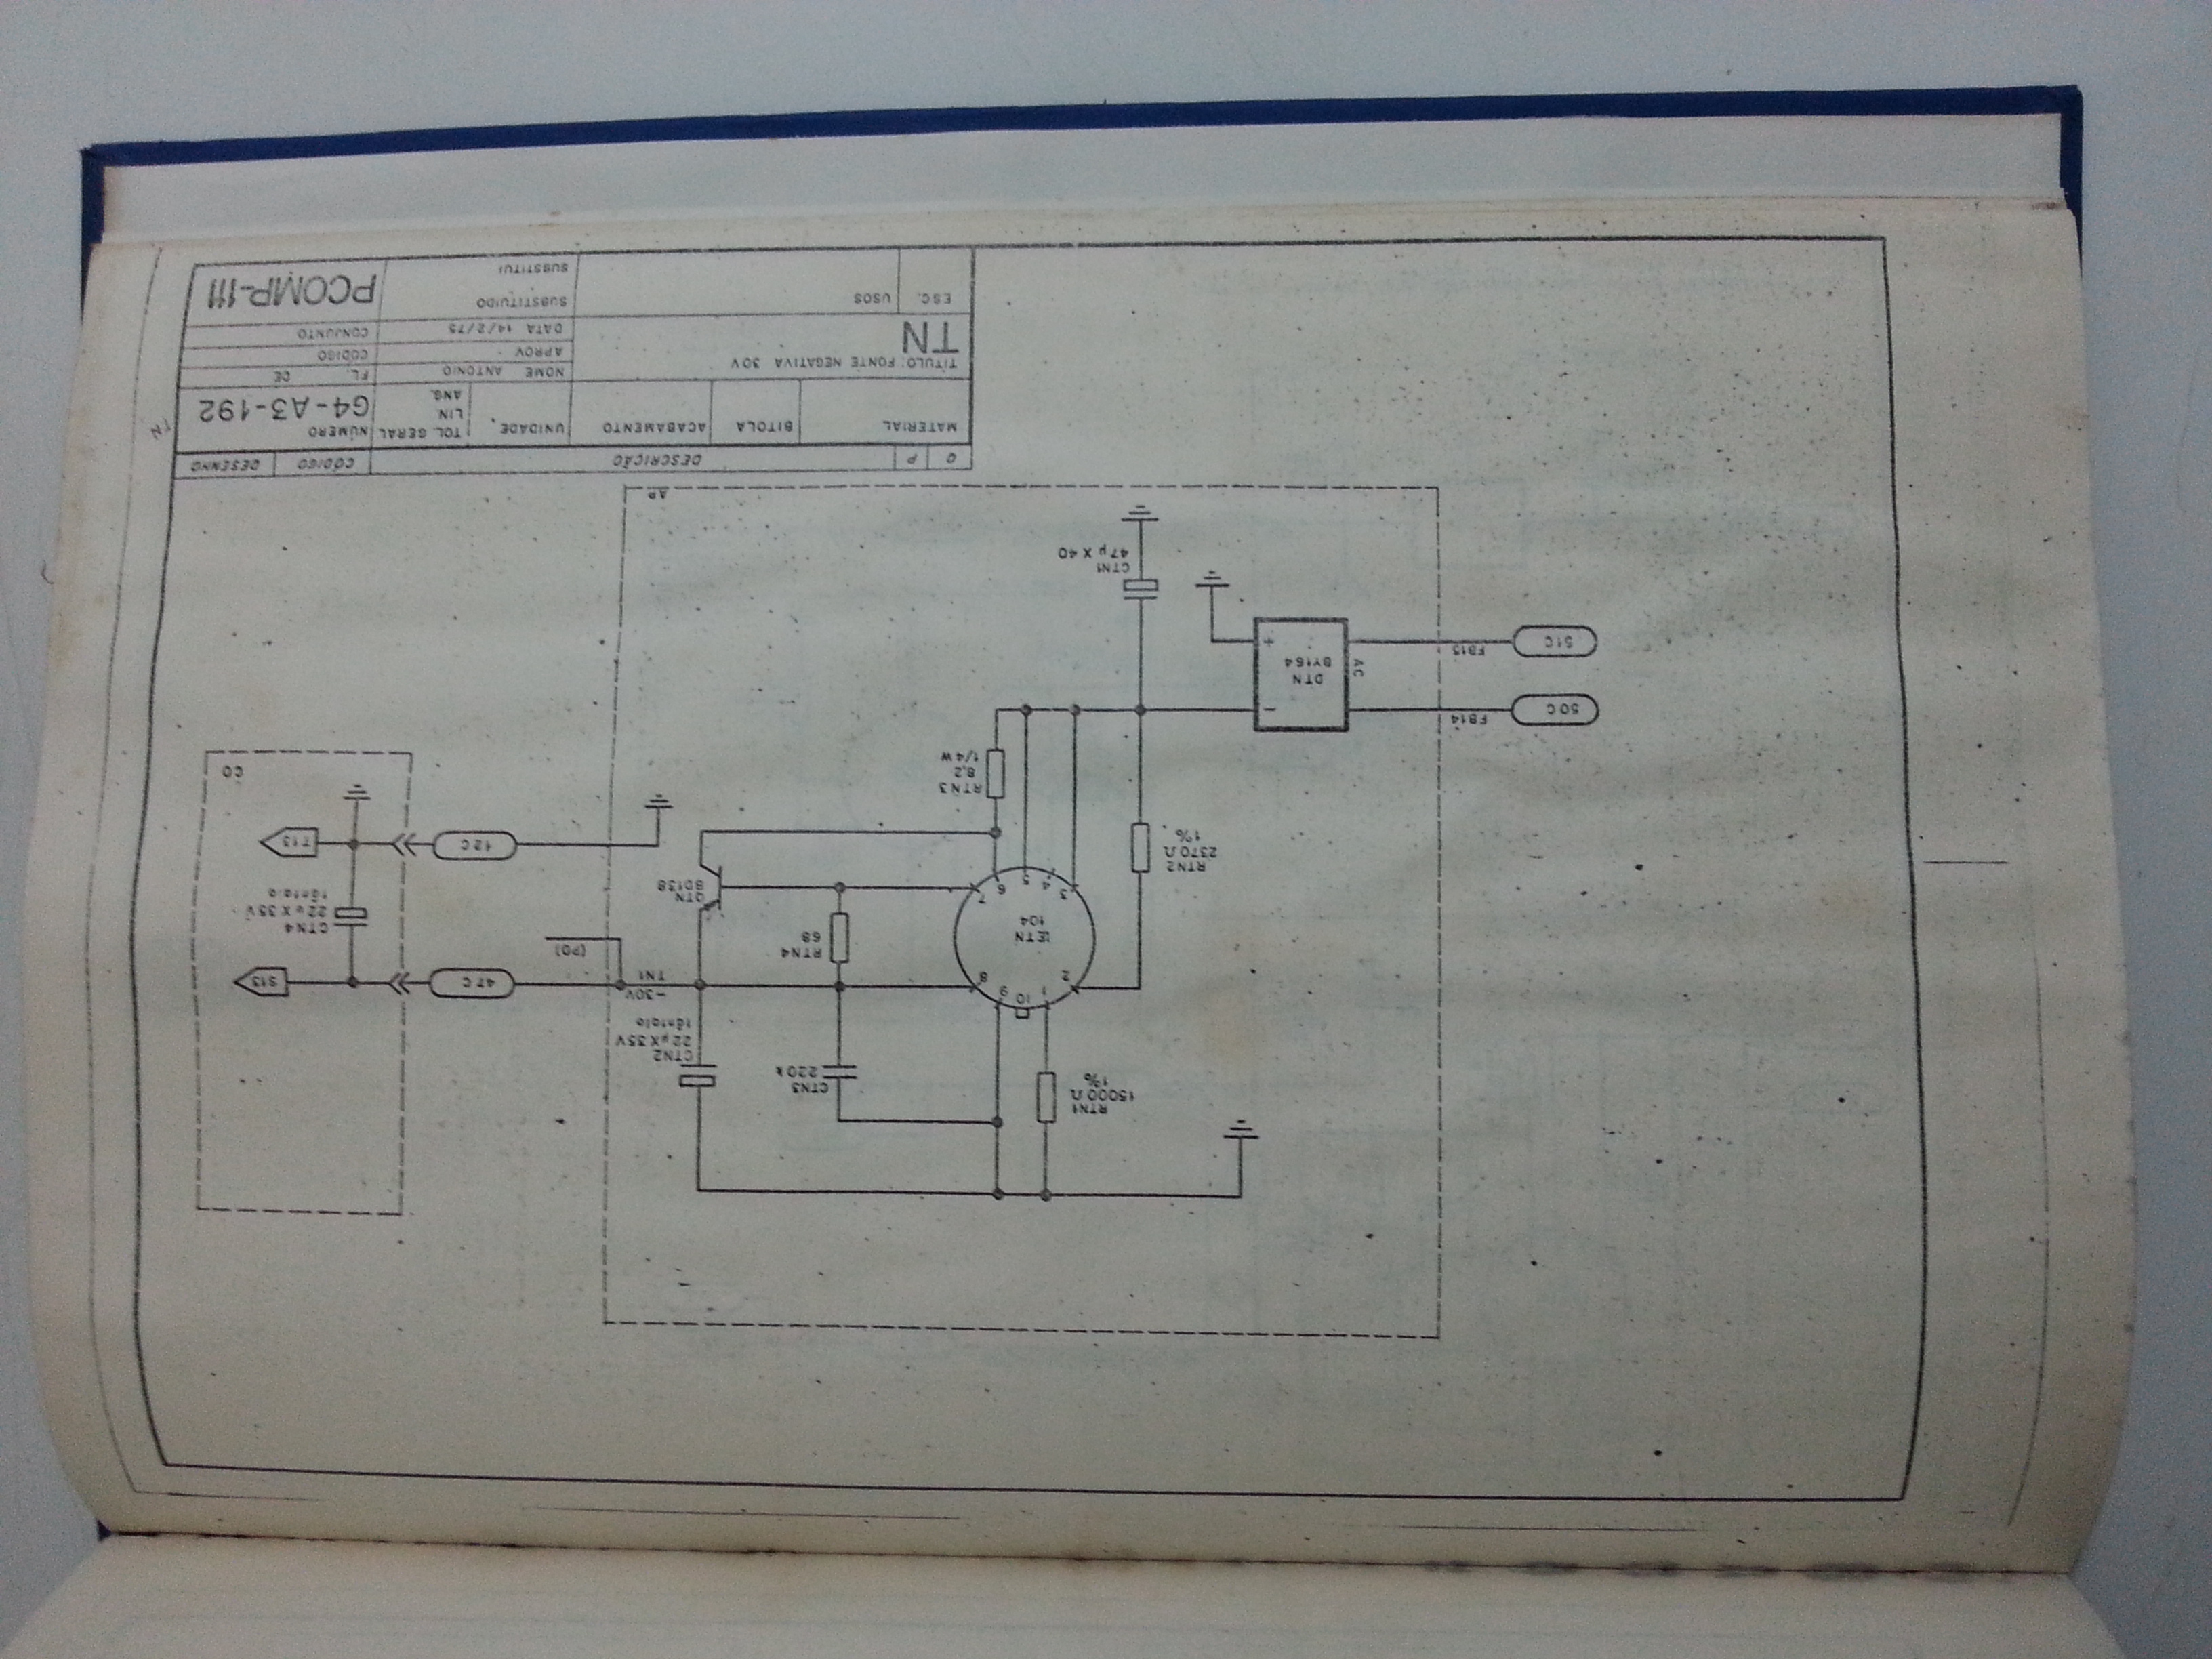 RTN1
15000 Ω
1%
RTN2
2370 Ω
1%
CTN3
220k
CTN2
22µ X 35V
tântalo
-30V
TN1
(PO)
RTN4
68
QTN
BD138
2
1
10
9
8
3
4
5
6
7
104
RTN3
8,2
1/4 W
CTN1
47µ X 40
DTN
BY164
-
+
FB14
FB15
50C
51C
AP
47C
12C
S13
CTN4
22µ X 35V
tântalo
T13
CO
Q P DESCRIÇÃO CÓDIGO DESENHO
MATERIAL BITOLA ACABAMENTO UNIDADE TOL. GERAL NÚMERO
LIN. G4-A3-192
ANG.
TÍTULO: FONTE NEGATIVA 30V NOME ANTONIO FL. DE
TN APROV. CÓDIGO
DATA 14/2/75 CONJUNTO
ESC. USOS SUBSTITUIDO PCOMP-111
SUBSTITUI
TN